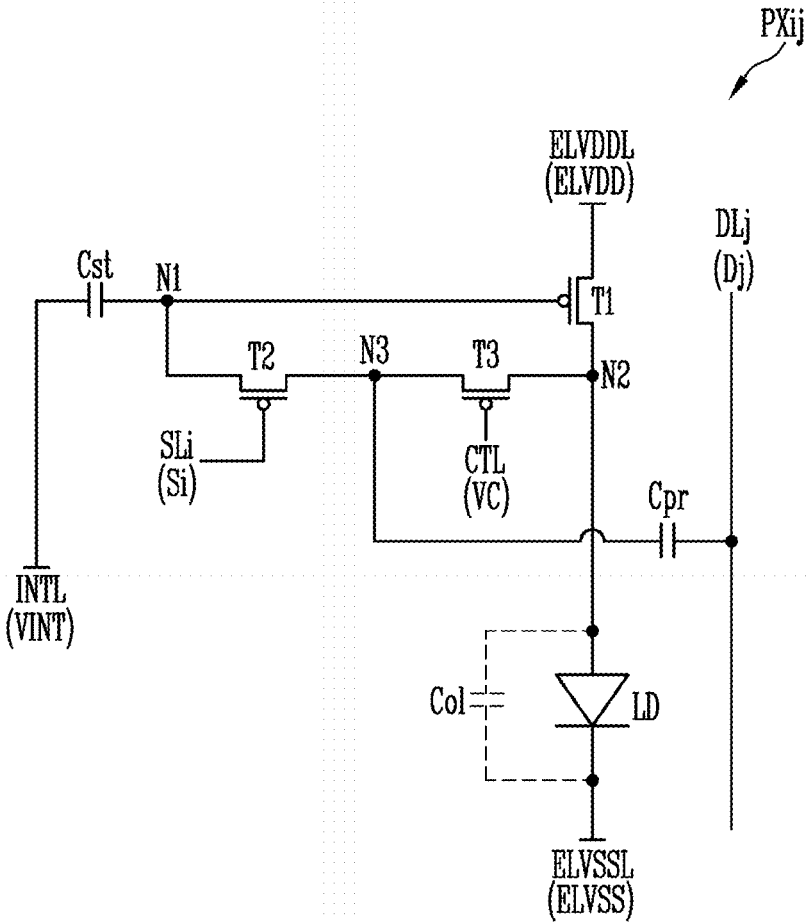 PXij
ELVDDL
(ELVDD)
DLj
(Dj)
Cst
N1
T1
T2
N3
T3
N2
SLi
(Si)
CTL
(VC)
Cpr
INTL
(VINT)
Col
LD
ELVSSL
(ELVSS)